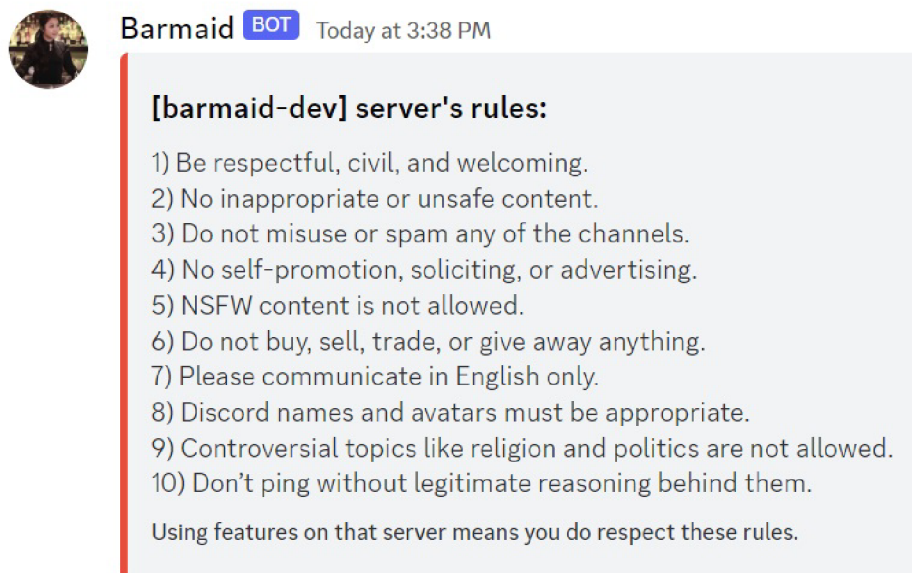 Barmaid BOT Today at 3:38 PM
[barmaid-dev] server's rules:
1) Be respectful, civil, and welcoming.
2) No inappropriate or unsafe content.
3) Do not misuse or spam any of the channels.
4) No self-promotion, soliciting, or advertising.
5) NSFW content is not allowed.
6) Do not buy, sell, trade, or give away anything.
7) Please communicate in English only.
8) Discord names and avatars must be appropriate.
9) Controversial topics like religion and politics are not allowed.
10) Don’t ping without legitimate reasoning behind them.
Using features on that server means you do respect these rules.